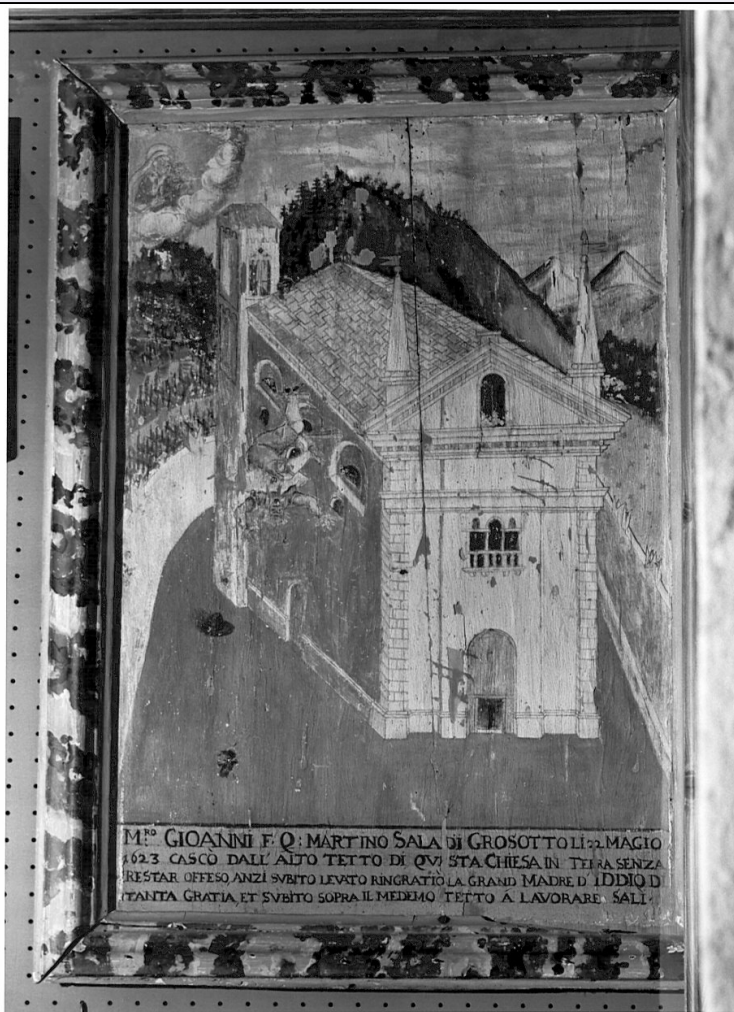 M.RO GIOANNI F. Q: MARTINO SALA DI GROSOTTO LI 22 MAGIO
1623 CASCÒ DALL'ALTO TETTO DI QVESTA CHIESA IN TERRA SENZA
RESTAR OFFESO, ANZI SVBITO LEVATO RINGRATIÒ LA GRAND MADRE D'IDDIO DI
TANTA GRATIA, ET SVBITO SOPRA IL MEDEMO TETTO À LAVORARE SALI.